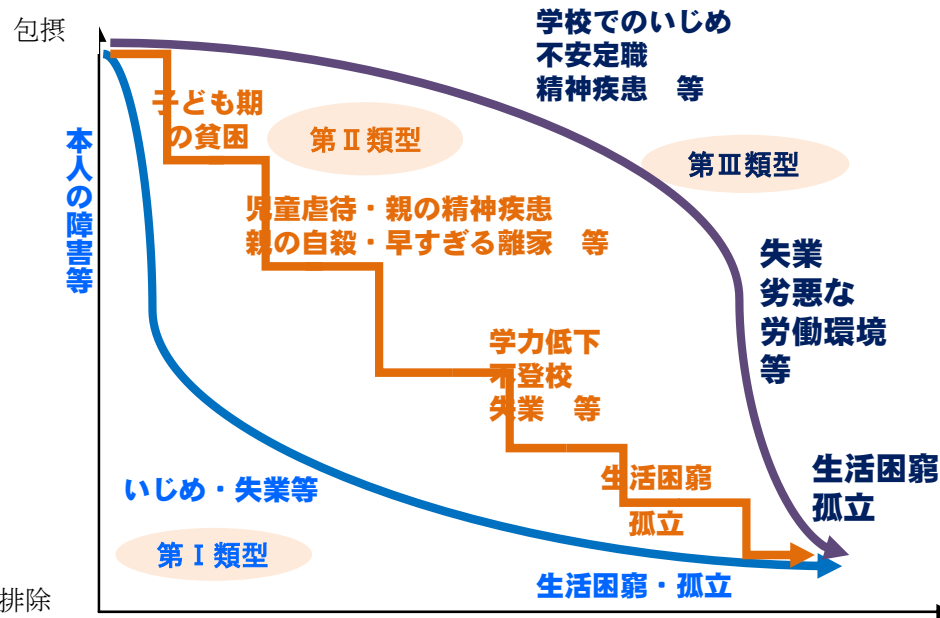 包摂
学校でのいじめ
不安定職
精神疾患　等
子ども期
の貧困
第Ⅱ類型
本人の障害等
第Ⅲ類型
児童虐待・親の精神疾患
親の自殺・早すぎる離家　等
失業
劣悪な
労働環境
等
学力低下
不登校
失業　等
いじめ・失業等
生活困窮
孤立
生活困窮
孤立
第Ⅰ類型
生活困窮・孤立
排除